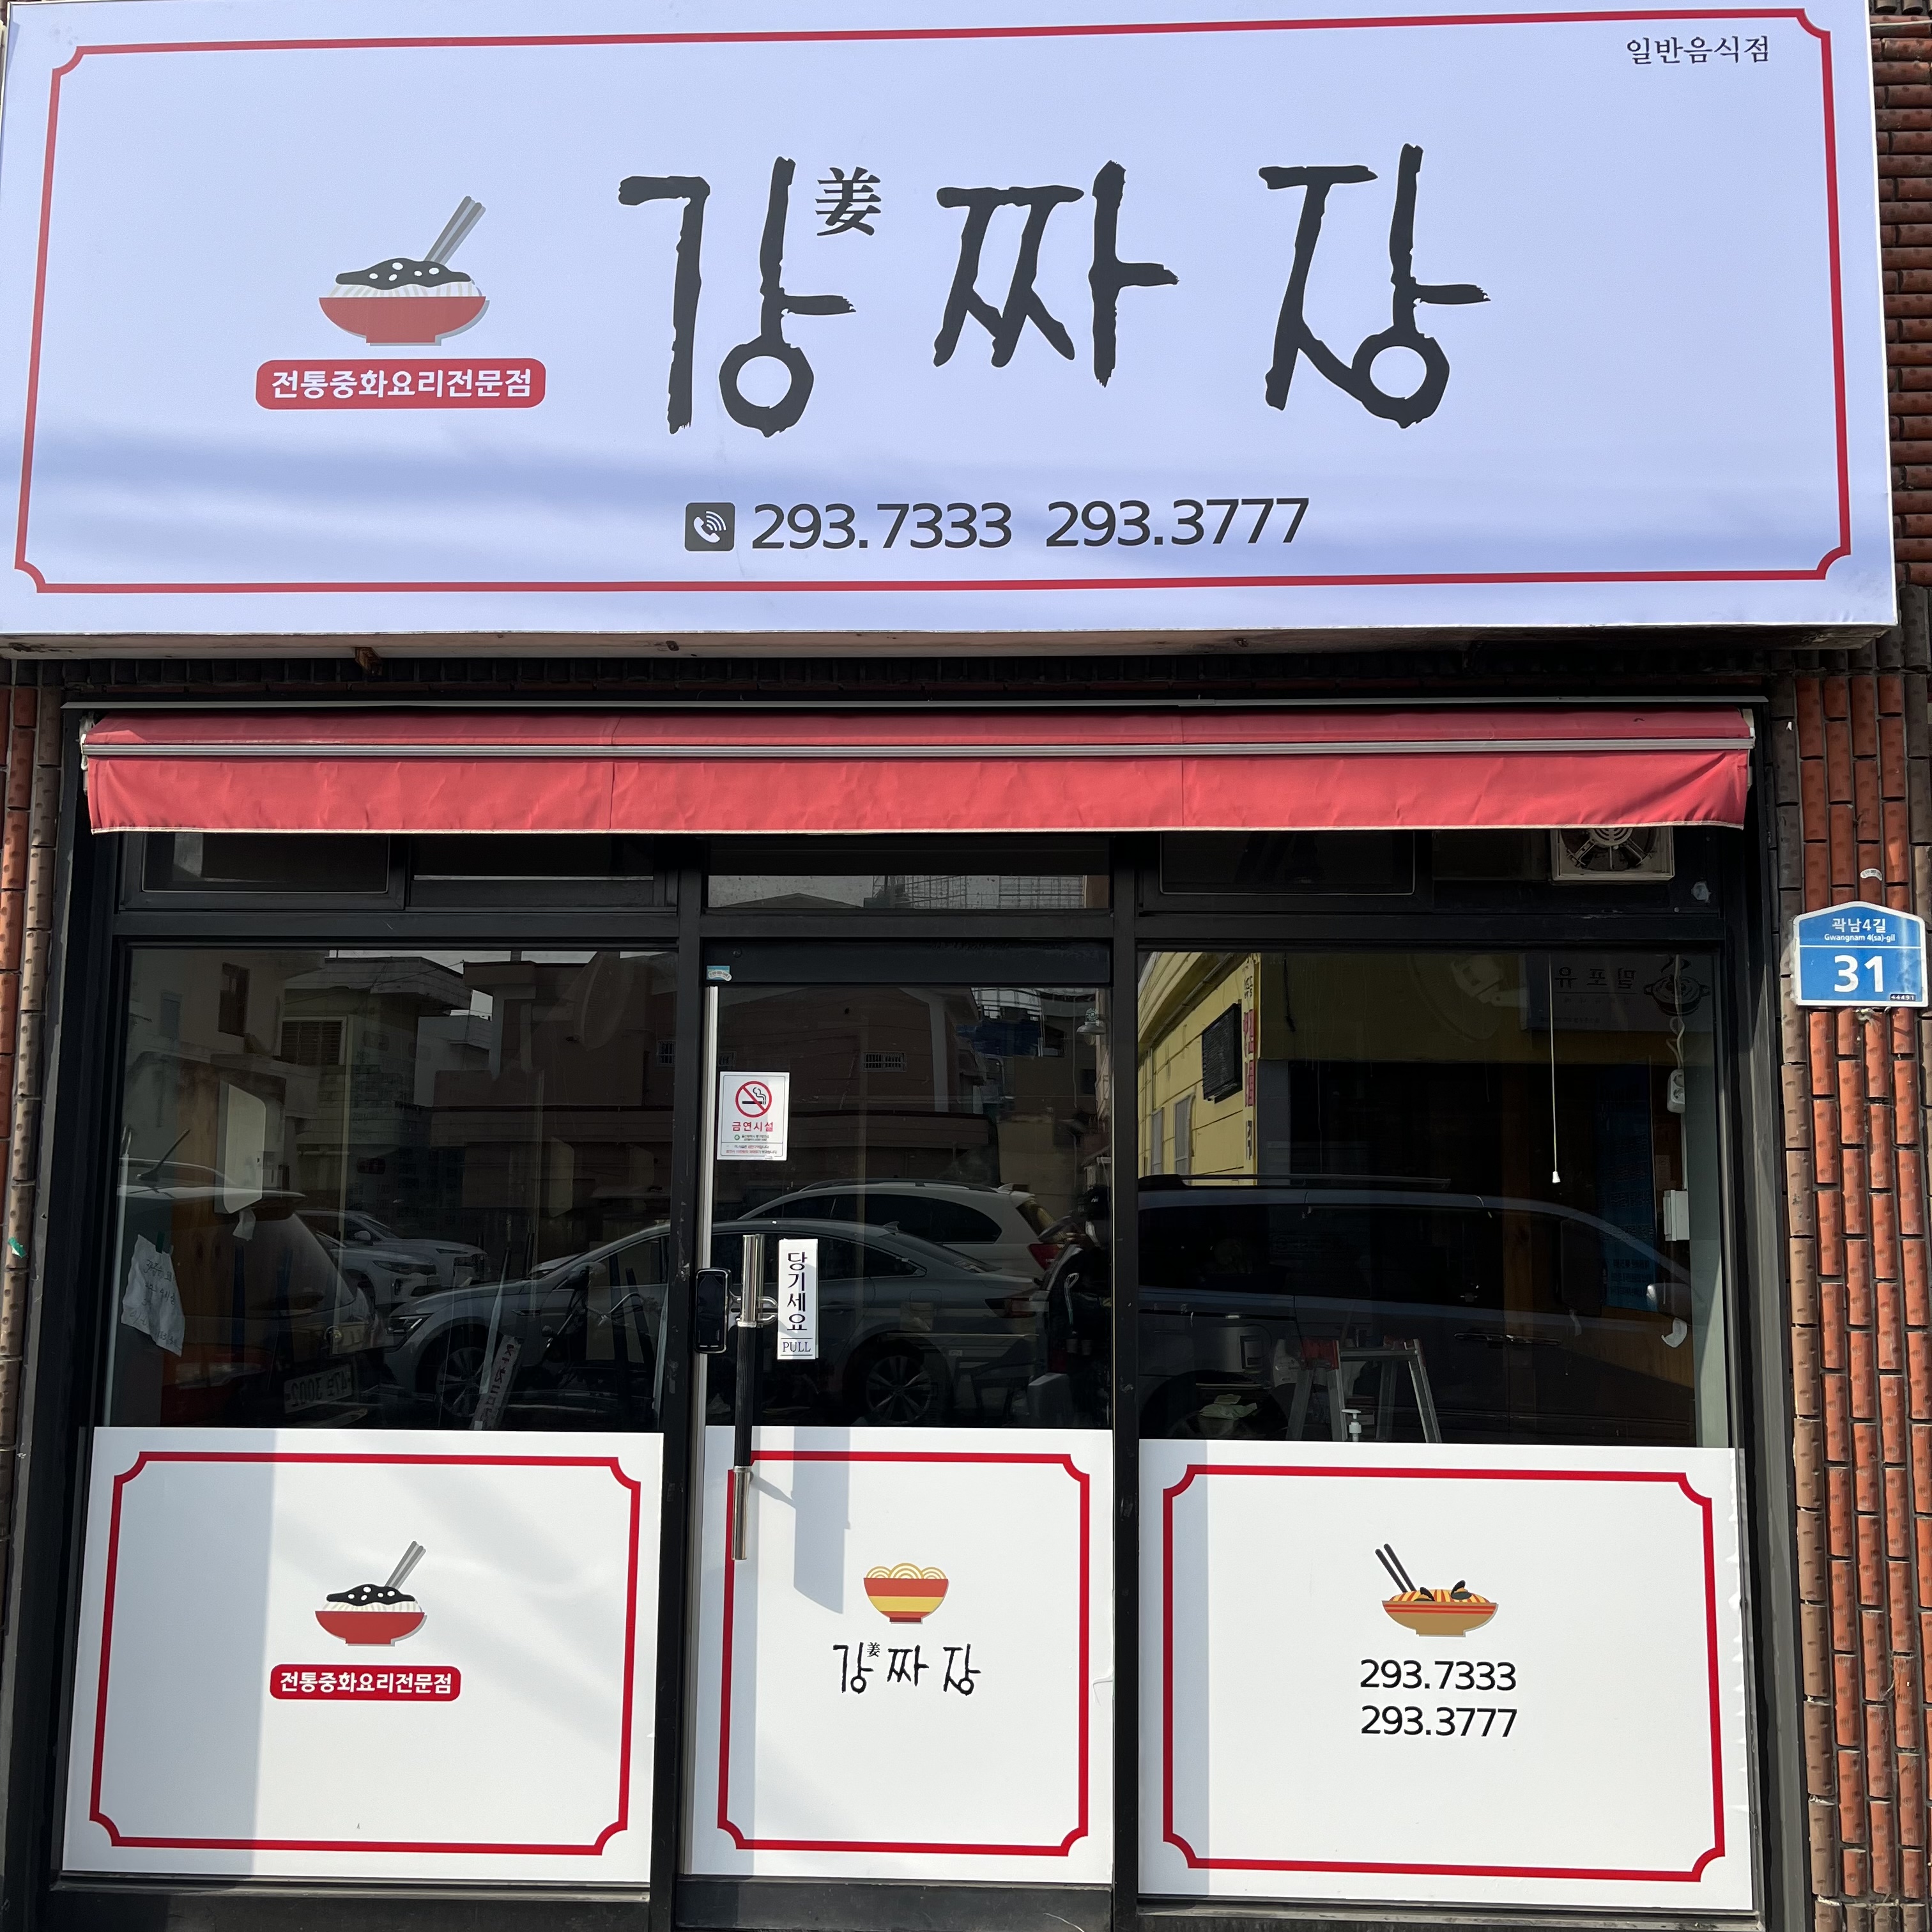 일반음식점
강姜짜장
전통중화요리전문점
293.7333 293.3777
곽남4길
Gwangnam 4(sa)-gil
31
44491
금연시설
당기세요
PULL
전통중화요리전문점
강姜짜장
293.7333
293.3777